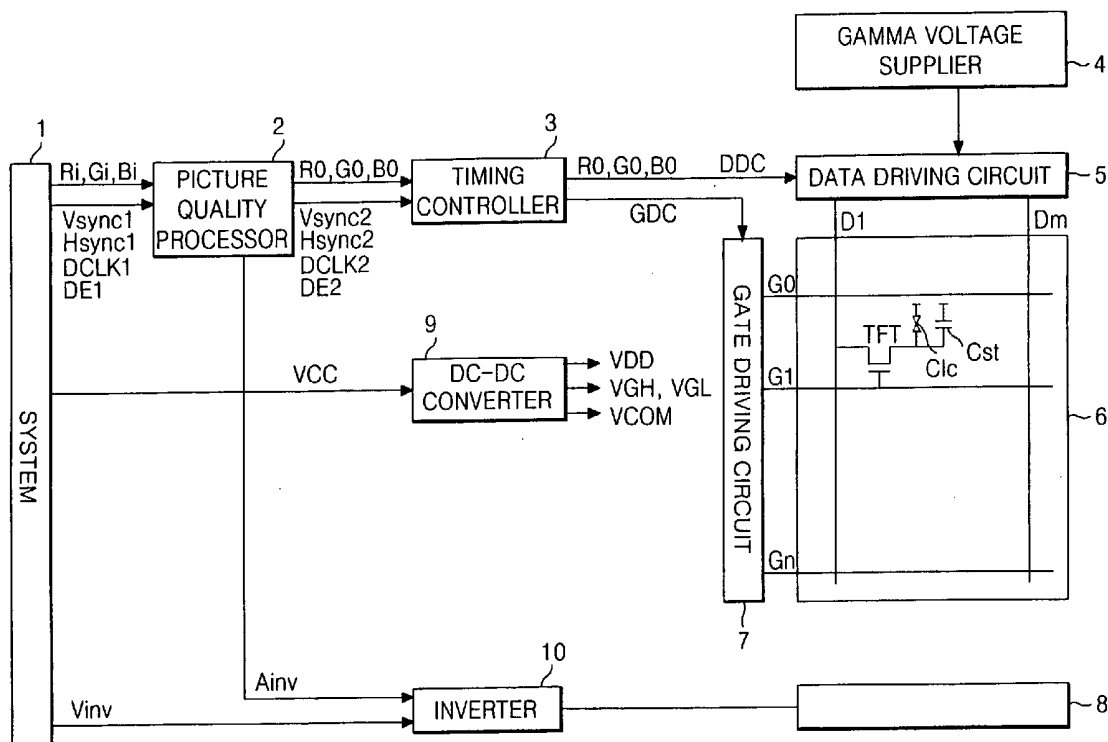 GAMMA VOLTAGE
SUPPLIER
4
1
Ri,Gi,Bi
Vsync1
Hsync1
DCLK1
DE1
2
PICTURE
QUALITY
PROCESSOR
R0,G0,B0
Vsync2
Hsync2
DCLK2
DE2
3
TIMING
CONTROLLER
R0,G0,B0
DDC
GDC
DATA DRIVING CIRCUIT
5
D1
Dm
G0
TFT
Clc
Cst
G1
Gn
6
GATE DRIVING CIRCUIT
7
SYSTEM
VCC
9
DC-DC
CONVERTER
VDD
VGH, VGL
VCOM
Ainv
Vinv
10
INVERTER
8